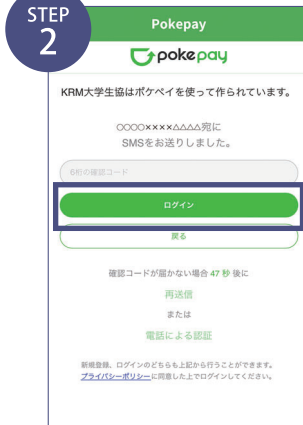 STEP
2
Pokepay
pokepay
KRM大学生協はポケペイを使って作られています。
○○○○××××△△△△宛に
SMSをお送りしました。
6桁の確認コード
ログイン
戻る
確認コードが届かない場合 47 秒 後に
再送信
または
電話による認証
新規登録、ログインのどちらも上記から行うことができます。
プライバシーポリシーに同意した上でログインしてください。